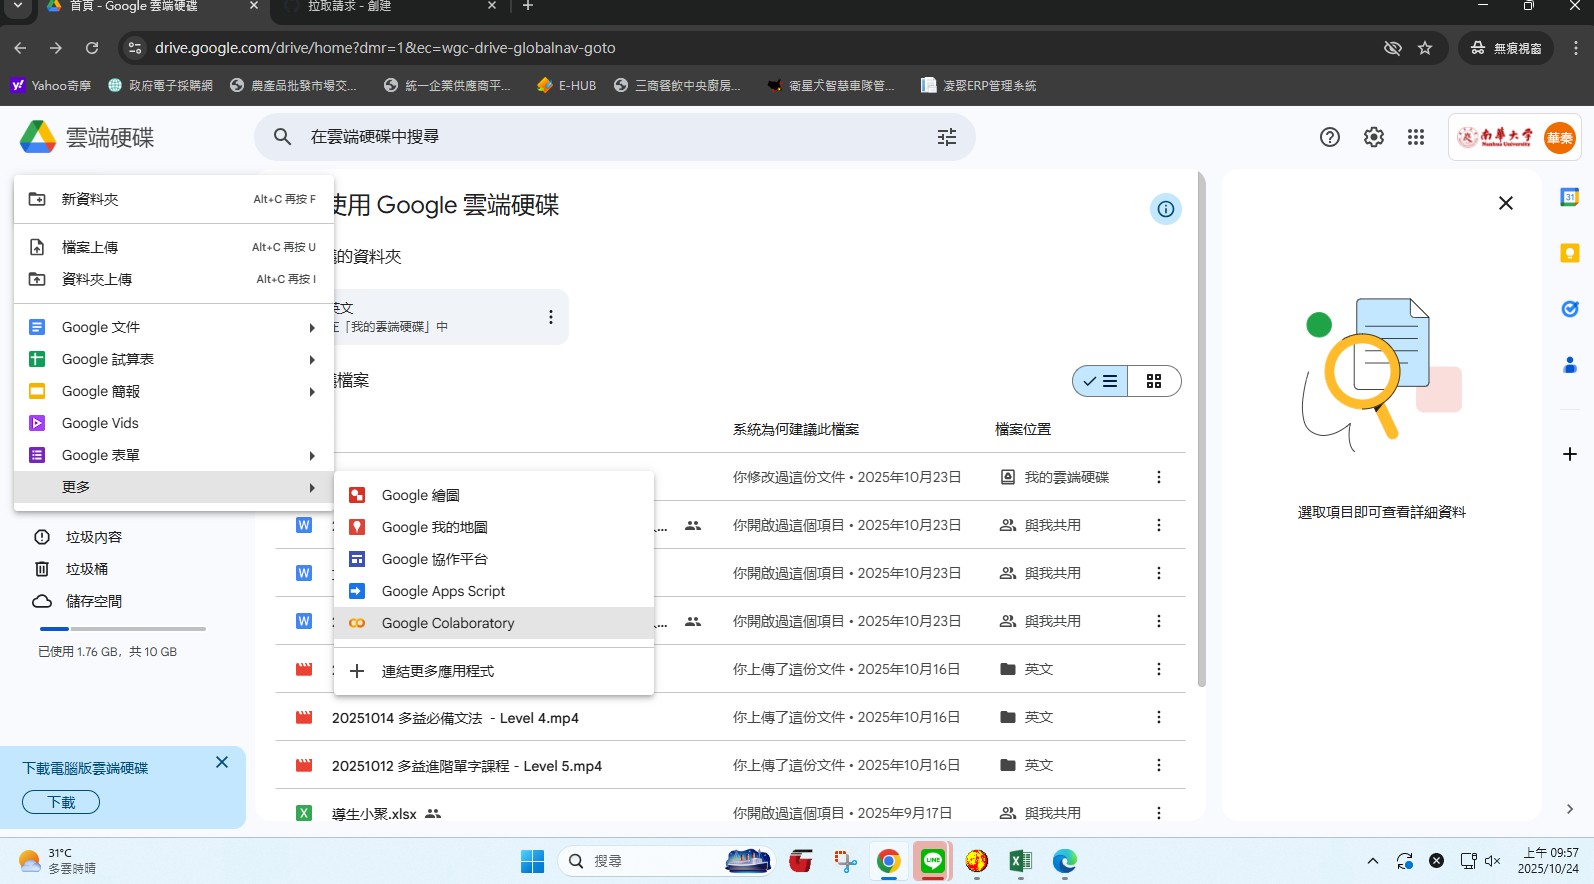 首頁 - Google 雲端硬碟
拉取請求 - 創建
drive.google.com/drive/home?dmr=1&ec=wgc-drive-globalnav-goto
無痕視窗
Yahoo奇摩
政府電子採購網
農產品批發市場交...
統一企業供應商平...
E-HUB
三商餐飲中央廚房...
衛星犬智慧車隊管...
凌聚ERP管理系統
雲端硬碟
在雲端硬碟中搜尋
南華大學
Nanhua University
華秦
新資料夾 Alt+C 再按 F
檔案上傳 Alt+C 再按 U
資料夾上傳 Alt+C 再按 I
Google 文件
Google 試算表
Google 簡報
Google Vids
Google 表單
更多
Google 繪圖
Google 我的地圖
Google 協作平台
Google Apps Script
Google Colaboratory
連結更多應用程式
垃圾內容
垃圾桶
儲存空間
已使用 1.76 GB，共 10 GB
下載電腦版雲端硬碟
下載
使用 Google 雲端硬碟
的資料夾
英文
在「我的雲端硬碟」中
檔案
系統為何建議此檔案 檔案位置
你修改過這份文件 • 2025年10月23日 我的雲端硬碟
... 你開啟過這個項目 • 2025年10月23日 與我共用
你開啟過這個項目 • 2025年10月23日 與我共用
... 你開啟過這個項目 • 2025年10月23日 與我共用
你上傳了這份文件 • 2025年10月16日 英文
20251014 多益必備文法 - Level 4.mp4 你上傳了這份文件 • 2025年10月16日 英文
20251012 多益進階單字課程 - Level 5.mp4 你上傳了這份文件 • 2025年10月16日 英文
導生小聚.xlsx 你開啟過這個項目 • 2025年9月17日 與我共用
選取項目即可查看詳細資料
31°C
多雲時晴
搜尋
上午 09:57
2025/10/24